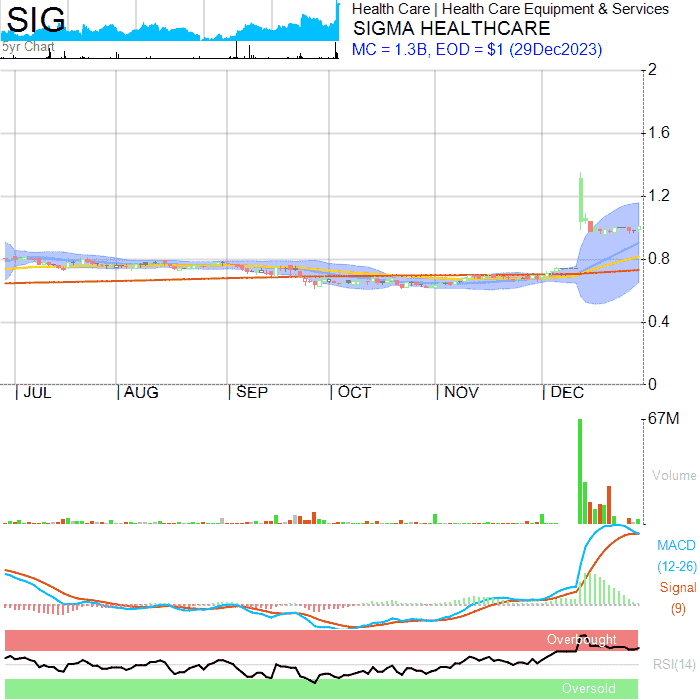 SIG
5yr Chart
Health Care | Health Care Equipment & Services
SIGMA HEALTHCARE
MC = 1.3B, EOD = $1 (29Dec2023)
2
1.6
1.2
0.8
0.4
0
JUL AUG SEP OCT NOV DEC
67M
Volume
MACD
(12-26)
Signal
(9)
Overbought
RSI(14)
Oversold